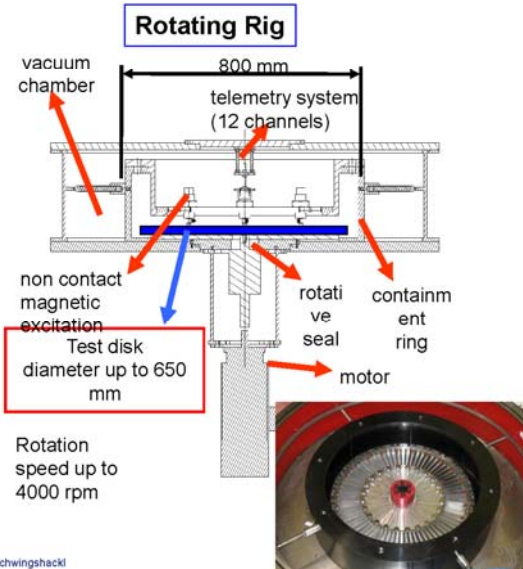 Rotating Rig
vacuum
chamber
800 mm
telemetry system
(12 channels)
non contact
magnetic
excitation
rotati
ve
seal
containm
ent
ring
Test disk
diameter up to 650
mm
motor
Rotation
speed up to
4000 rpm
chwingshackl